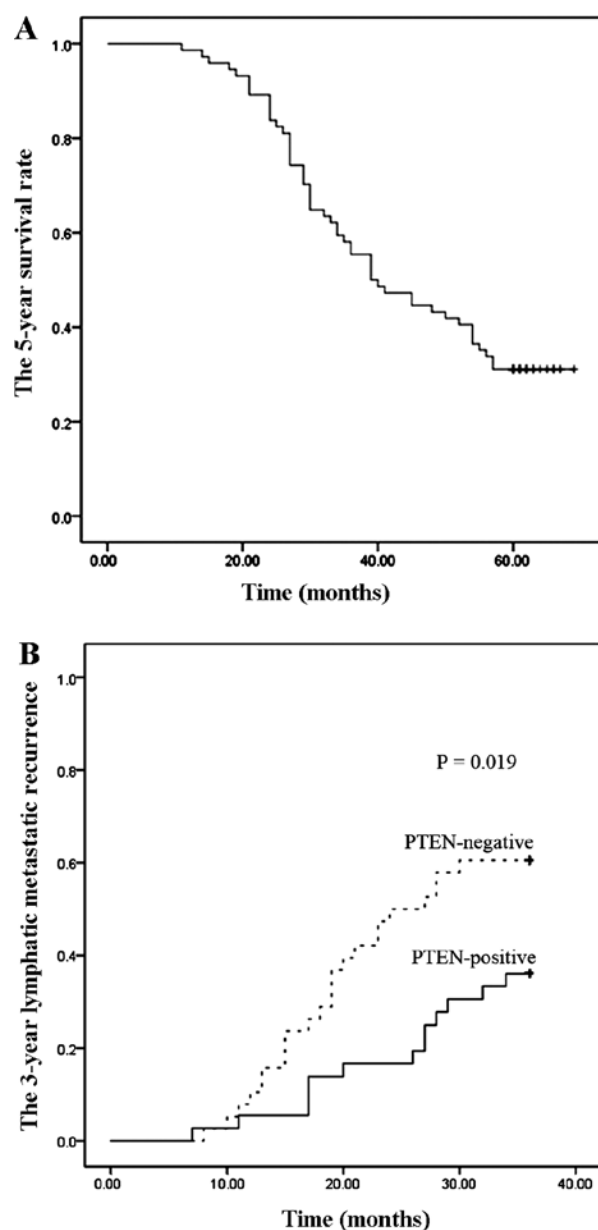 A
The 5-year survival rate
1.0
0.8
0.6
0.4
0.2
0.0
0.00 20.00 40.00 60.00
Time (months)
B
The 3-year lymphatic metastatic recurrence
1.0
0.8
0.6
0.4
0.2
0.0
P = 0.019
PTEN-negative
PTEN-positive
0.00 10.00 20.00 30.00 40.00
Time (months)